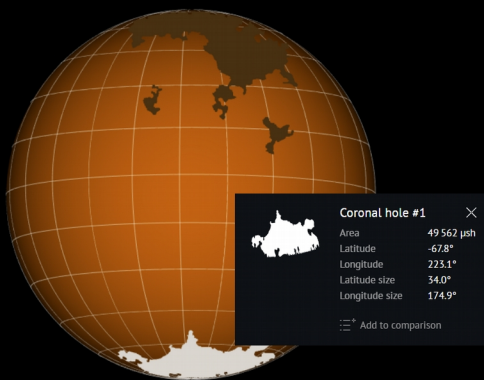 Coronal hole #1
Area 49 562 µsh
Latitude -67.8°
Longitude 223.1°
Latitude size 34.0°
Longitude size 174.9°
Add to comparison